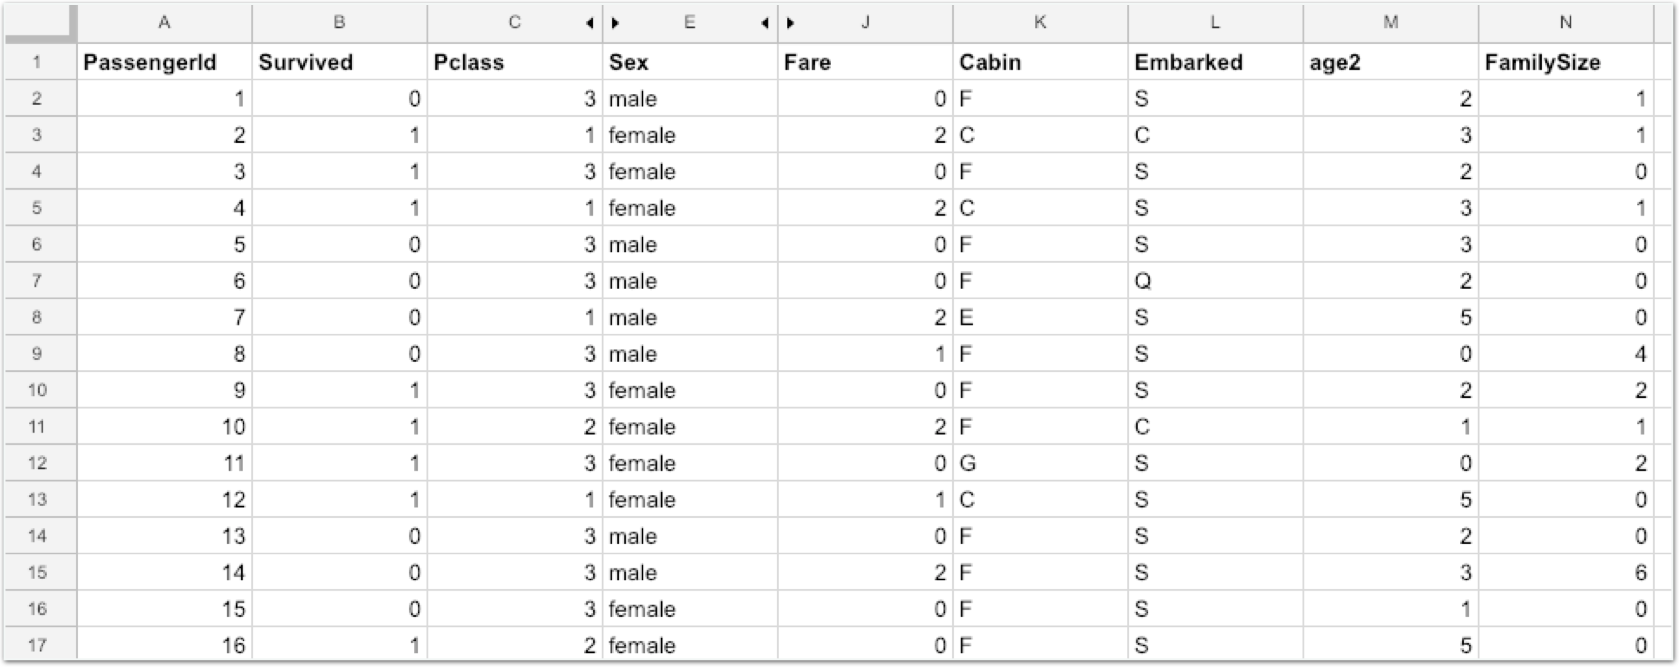 A B C E J K L M N
1 PassengerId Survived Pclass Sex Fare Cabin Embarked age2 FamilySize
2 1 0 3 male 0 F S 2 1
3 2 1 1 female 2 C C 3 1
4 3 1 3 female 0 F S 2 0
5 4 1 1 female 2 C S 3 1
6 5 0 3 male 0 F S 3 0
7 6 0 3 male 0 F Q 2 0
8 7 0 1 male 2 E S 5 0
9 8 0 3 male 1 F S 0 4
10 9 1 3 female 0 F S 2 2
11 10 1 2 female 2 F C 1 1
12 11 1 3 female 0 G S 0 2
13 12 1 1 female 1 C S 5 0
14 13 0 3 male 0 F S 2 0
15 14 0 3 male 2 F S 3 6
16 15 0 3 female 0 F S 1 0
17 16 1 2 female 0 F S 5 0